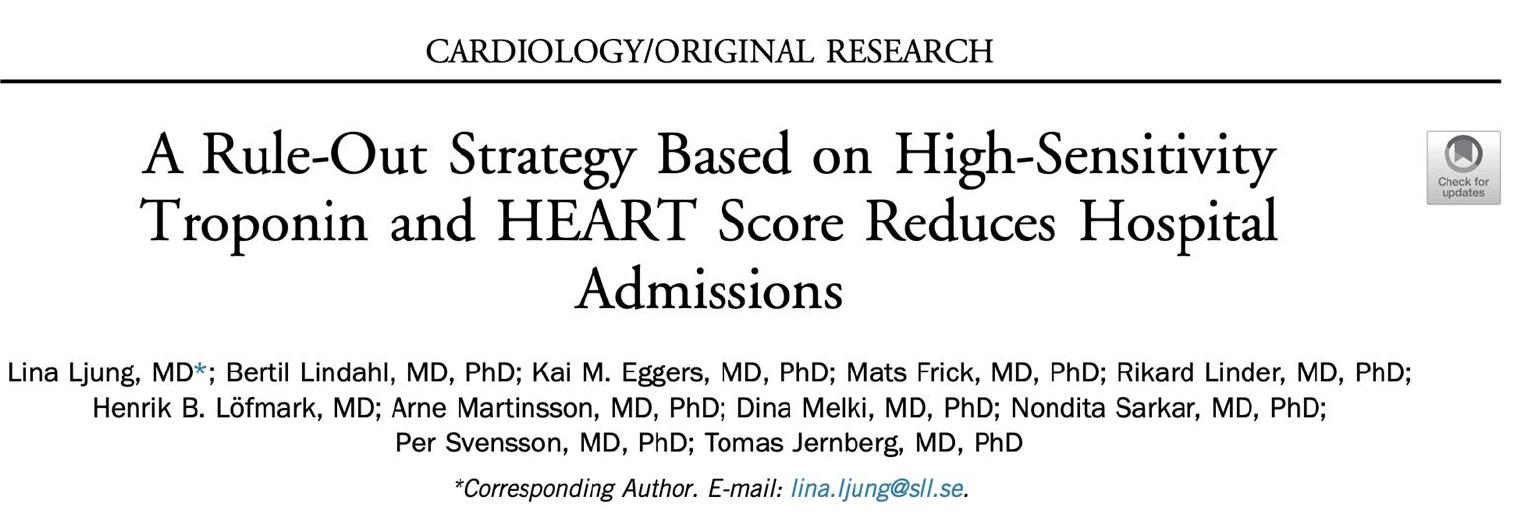 CARDIOLOGY/ORIGINAL RESEARCH
A Rule-Out Strategy Based on High-Sensitivity
Troponin and HEART Score Reduces Hospital
Admissions
Check for
updates
Lina Ljung, MD*; Bertil Lindahl, MD, PhD; Kai M. Eggers, MD, PhD; Mats Frick, MD, PhD; Rikard Linder, MD, PhD;
Henrik B. Löfmark, MD; Arne Martinsson, MD, PhD; Dina Melki, MD, PhD; Nondita Sarkar, MD, PhD;
Per Svensson, MD, PhD; Tomas Jernberg, MD, PhD
*Corresponding Author. E-mail: lina.ljung@sll.se.